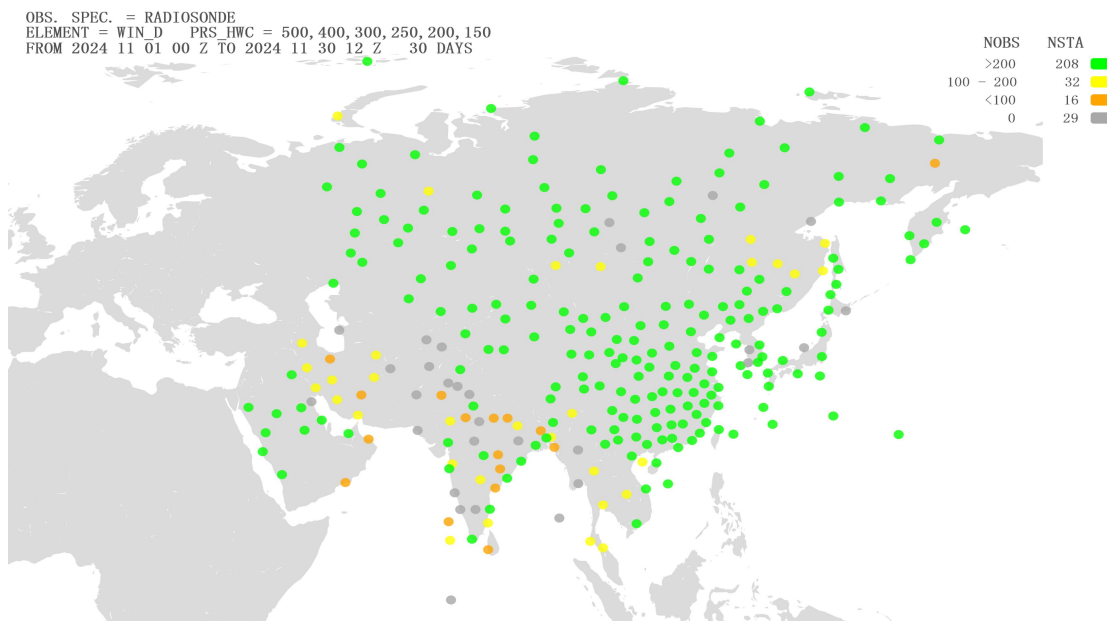 OBS. SPEC. = RADIOSONDE
ELEMENT = WIN_D PRS_HWC = 500,400,300,250,200,150
FROM 2024 11 01 00 Z TO 2024 11 30 12 Z 30 DAYS
NOBS NSTA
>200 208
100 - 200 32
<100 16
0 29